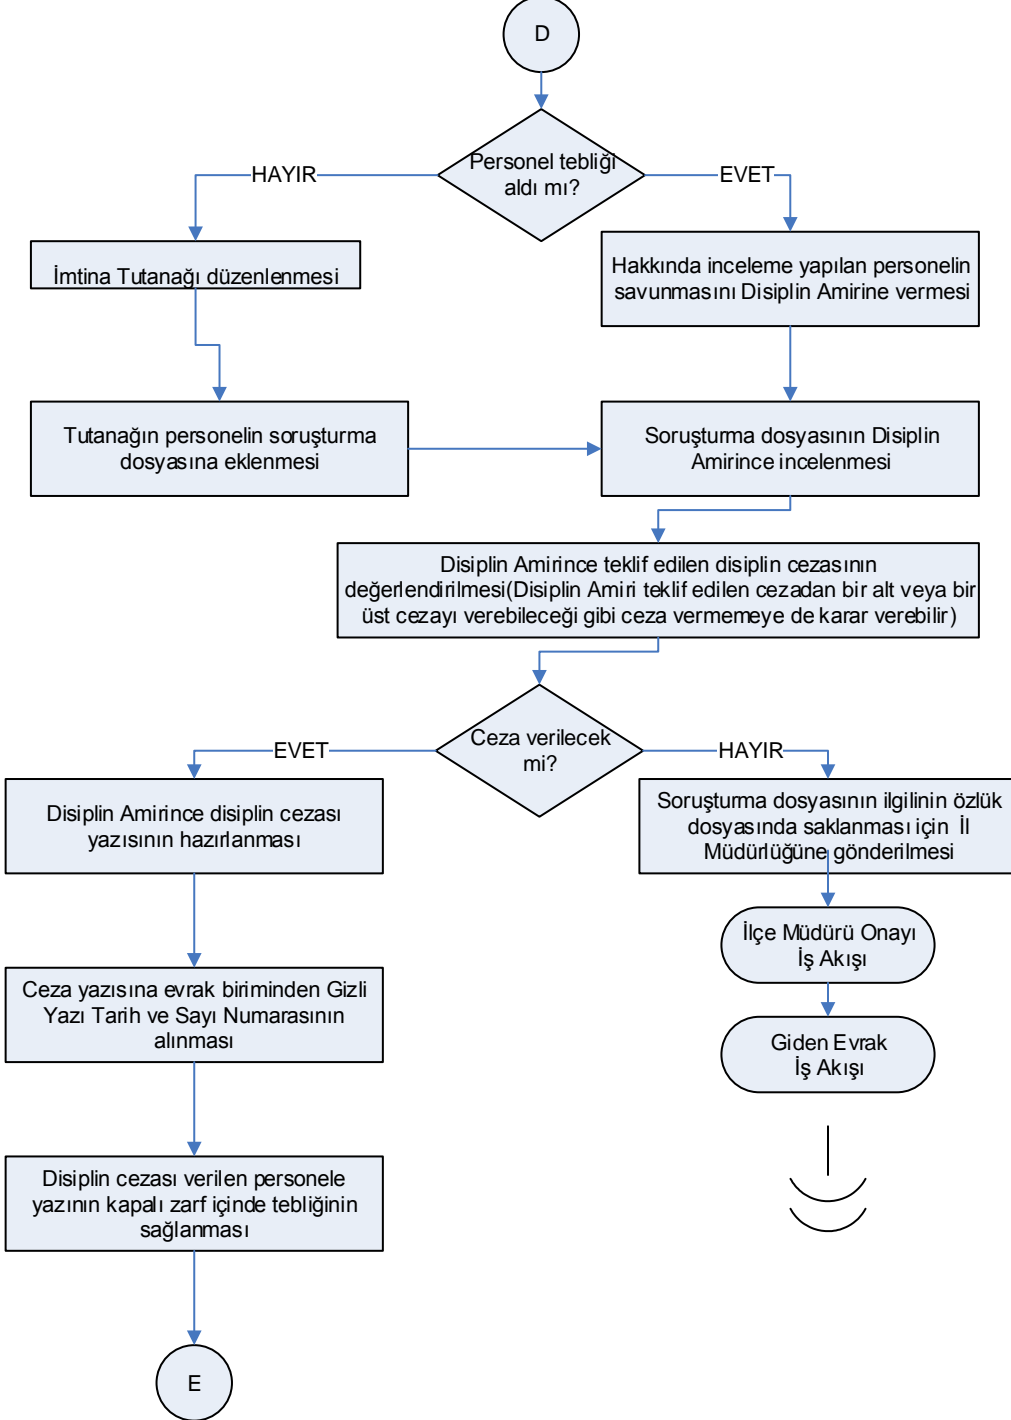 D
Personel tebliği
aldı mı?
HAYIR
EVET
İmtina Tutanağı düzenlenmesi
Hakkında inceleme yapılan personelin
savunmasını Disiplin Amirine vermesi
Tutanağın personelin soruşturma
dosyasına eklenmesi
Soruşturma dosyasının Disiplin
Amirince incelenmesi
Disiplin Amirince teklif edilen disiplin cezasının
değerlendirilmesi(Disiplin Amiri teklif edilen cezadan bir alt veya bir
üst cezayı verebileceği gibi ceza vermemeye de karar verebilir)
Ceza verilecek
mi?
EVET
HAYIR
Disiplin Amirince disiplin cezası
yazısının hazırlanması
Soruşturma dosyasının ilgilinin özlük
dosyasında saklanması için İl
Müdürlüğüne gönderilmesi
İlçe Müdürü Onayı
İş Akışı
Ceza yazısına evrak biriminden Gizli
Yazı Tarih ve Sayı Numarasının
alınması
Giden Evrak
İş Akışı
Disiplin cezası verilen personele
yazının kapalı zarf içinde tebliğinin
sağlanması
E